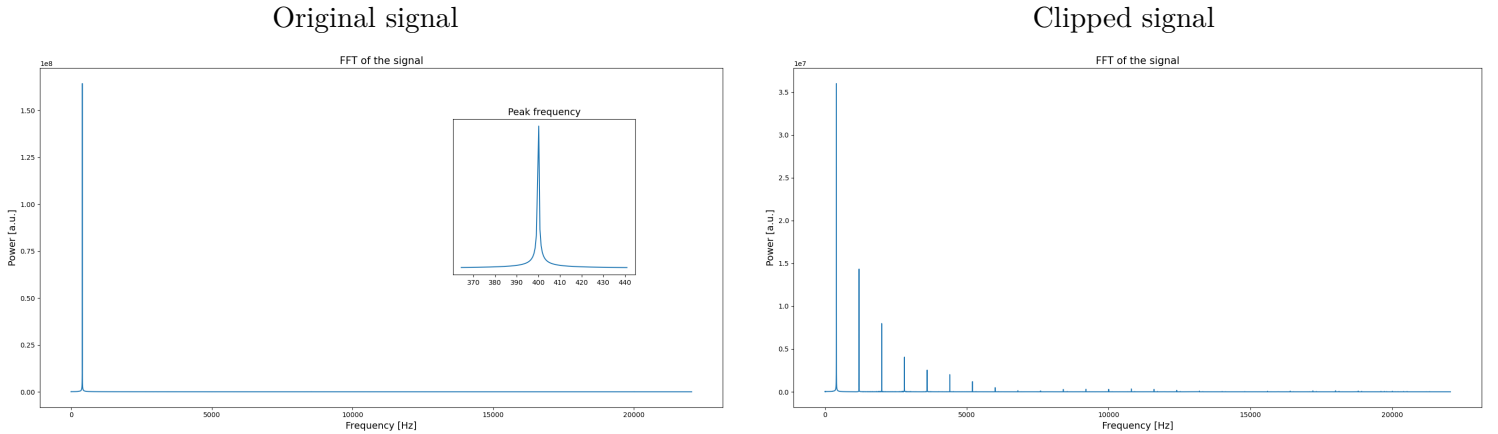 Original signal
FFT of the signal
1e8
1.50
1.25
1.00
0.75
0.50
0.25
0.00
Power [a.u.]
0
5000
10000
15000
20000
Frequency [Hz]
Peak frequency
370 380 390 400 410 420 430 440
Clipped signal
FFT of the signal
1e7
3.5
3.0
2.5
2.0
1.5
1.0
0.5
0.0
Power [a.u.]
0
5000
10000
15000
20000
Frequency [Hz]